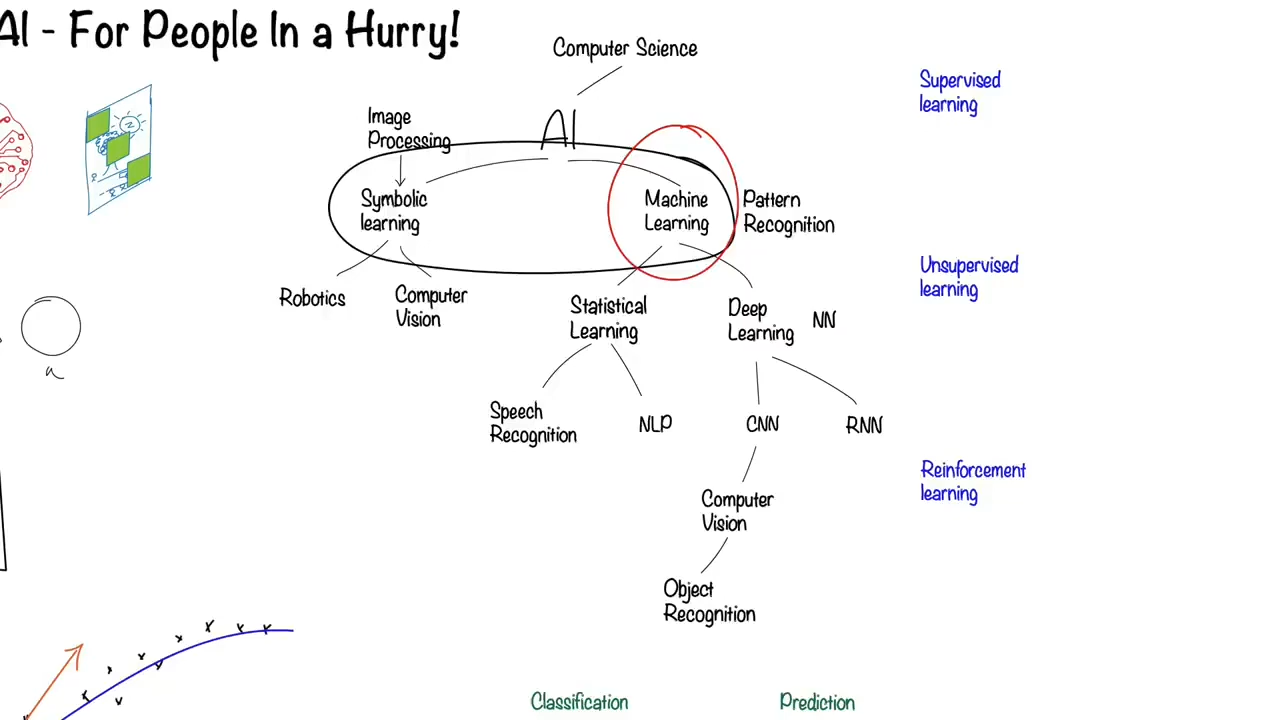 AI - For People In a Hurry!
Computer Science
AI
Image
Processing
Symbolic
learning
Machine
Learning
Pattern
Recognition
Robotics
Computer
Vision
Statistical
Learning
Deep
Learning
NN
Speech
Recognition
NLP
CNN
RNN
Computer
Vision
Object
Recognition
Supervised
learning
Unsupervised
learning
Reinforcement
learning
Classification
Prediction